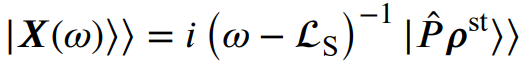 |𝑿(ω)⟩⟩ = i (ω − ℒ_S)^{−1} |P̂𝝆^{st}⟩⟩